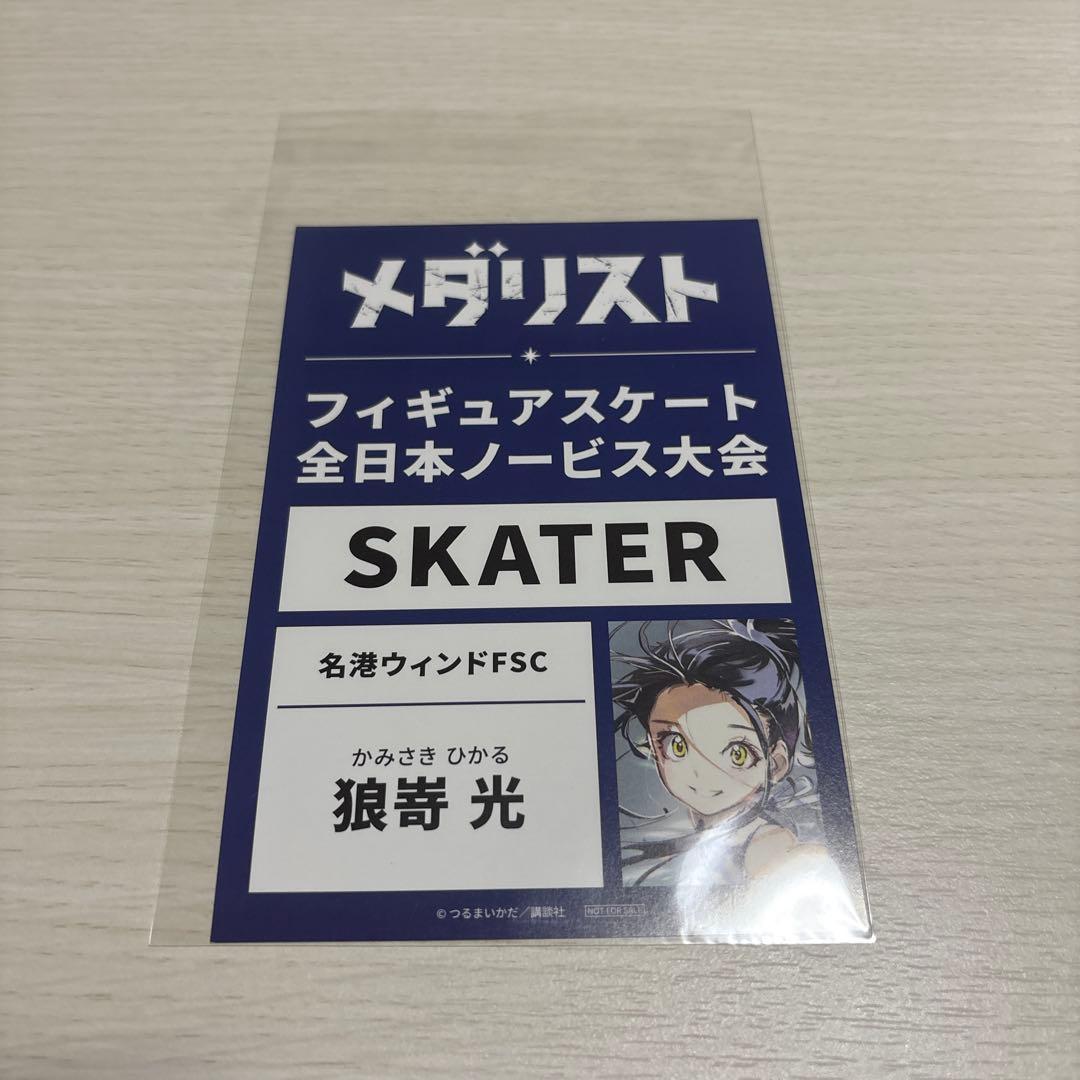 メダリスト
フィギュアスケート
全日本ノービス大会
SKATER
名港ウィンドFSC
かみさき ひかる
狼嵜 光
© つるまいかだ／講談社
NOT FOR SALE